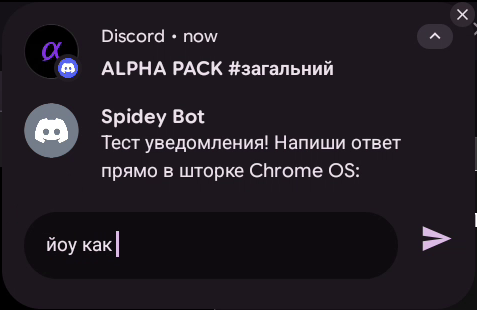 Discord • now
ALPHA PACK #загальний
Spidey Bot
Тест уведомления! Напиши ответ
прямо в шторке Chrome OS:
йоу как